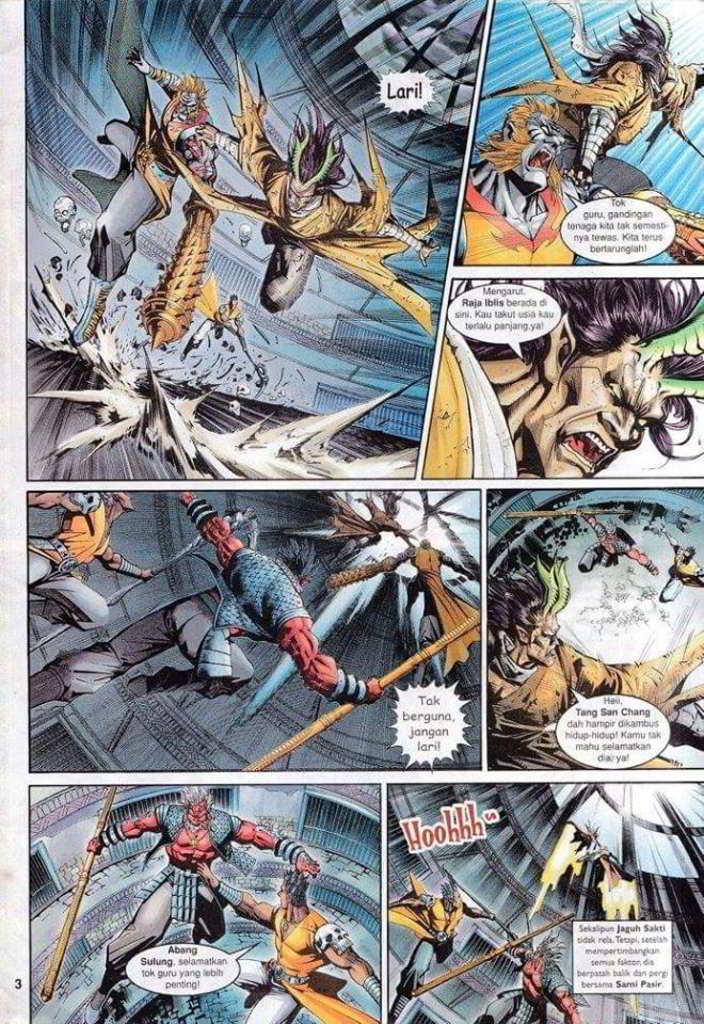 Lari!
Tok
guru, gandingan
tenaga kita tak semesti-
nya tewas. Kita terus
bertarunglah!
Mengarut.
Raja Iblis berada di
sini. Kau takut usia kau
terlalu panjang,ya!
Tak
berguna,
jangan
lari!
Heii,
Tang San Chang
dah hampir dikambus
hidup-hidup! Kamu tak
mahu selamatkan
dia,ya!
Abang
Sulung, selamatkan
tok guru yang lebih
penting!
Hoohhh
Sekalipun Jaguh Sakti
tidak rela. Tetapi, setelah
mempertimbangkan
semua faktor, dia
berpatah balik dan pergi
bersama Sami Pasir
3